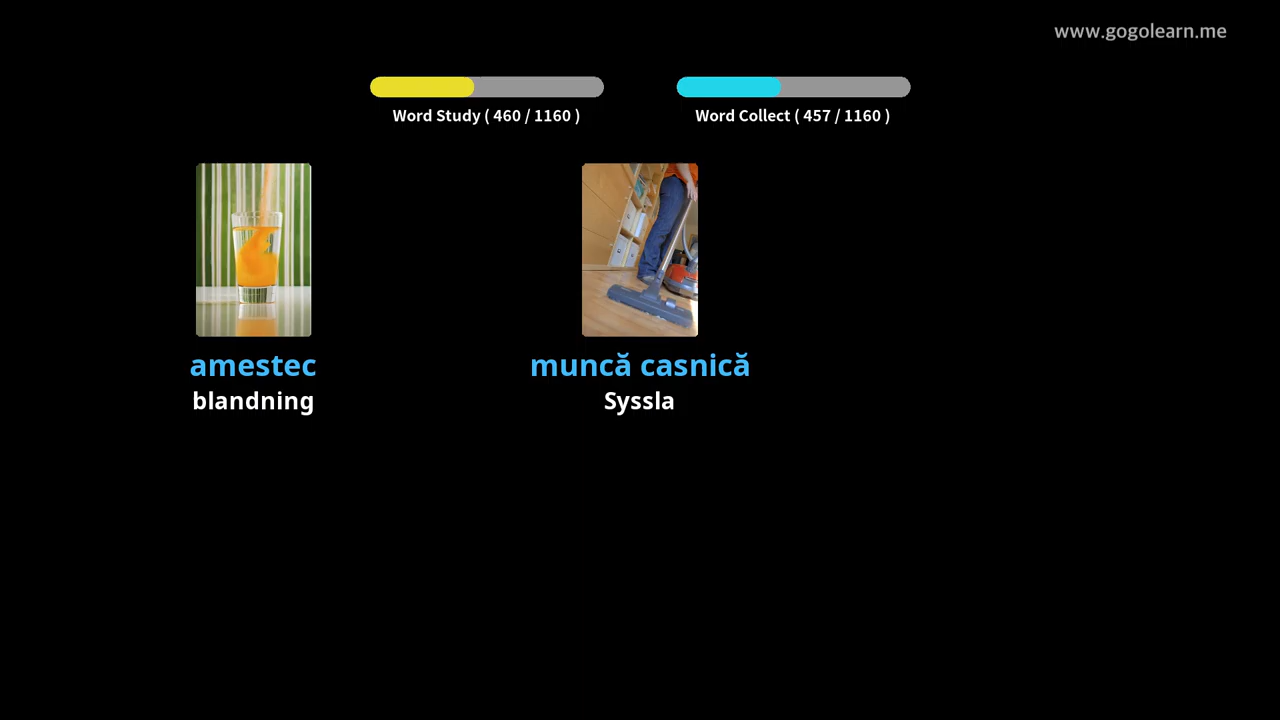 www.gogolearn.me
Word Study ( 460 / 1160 )
Word Collect ( 457 / 1160 )
amestec
blandning
muncă casnică
Syssla